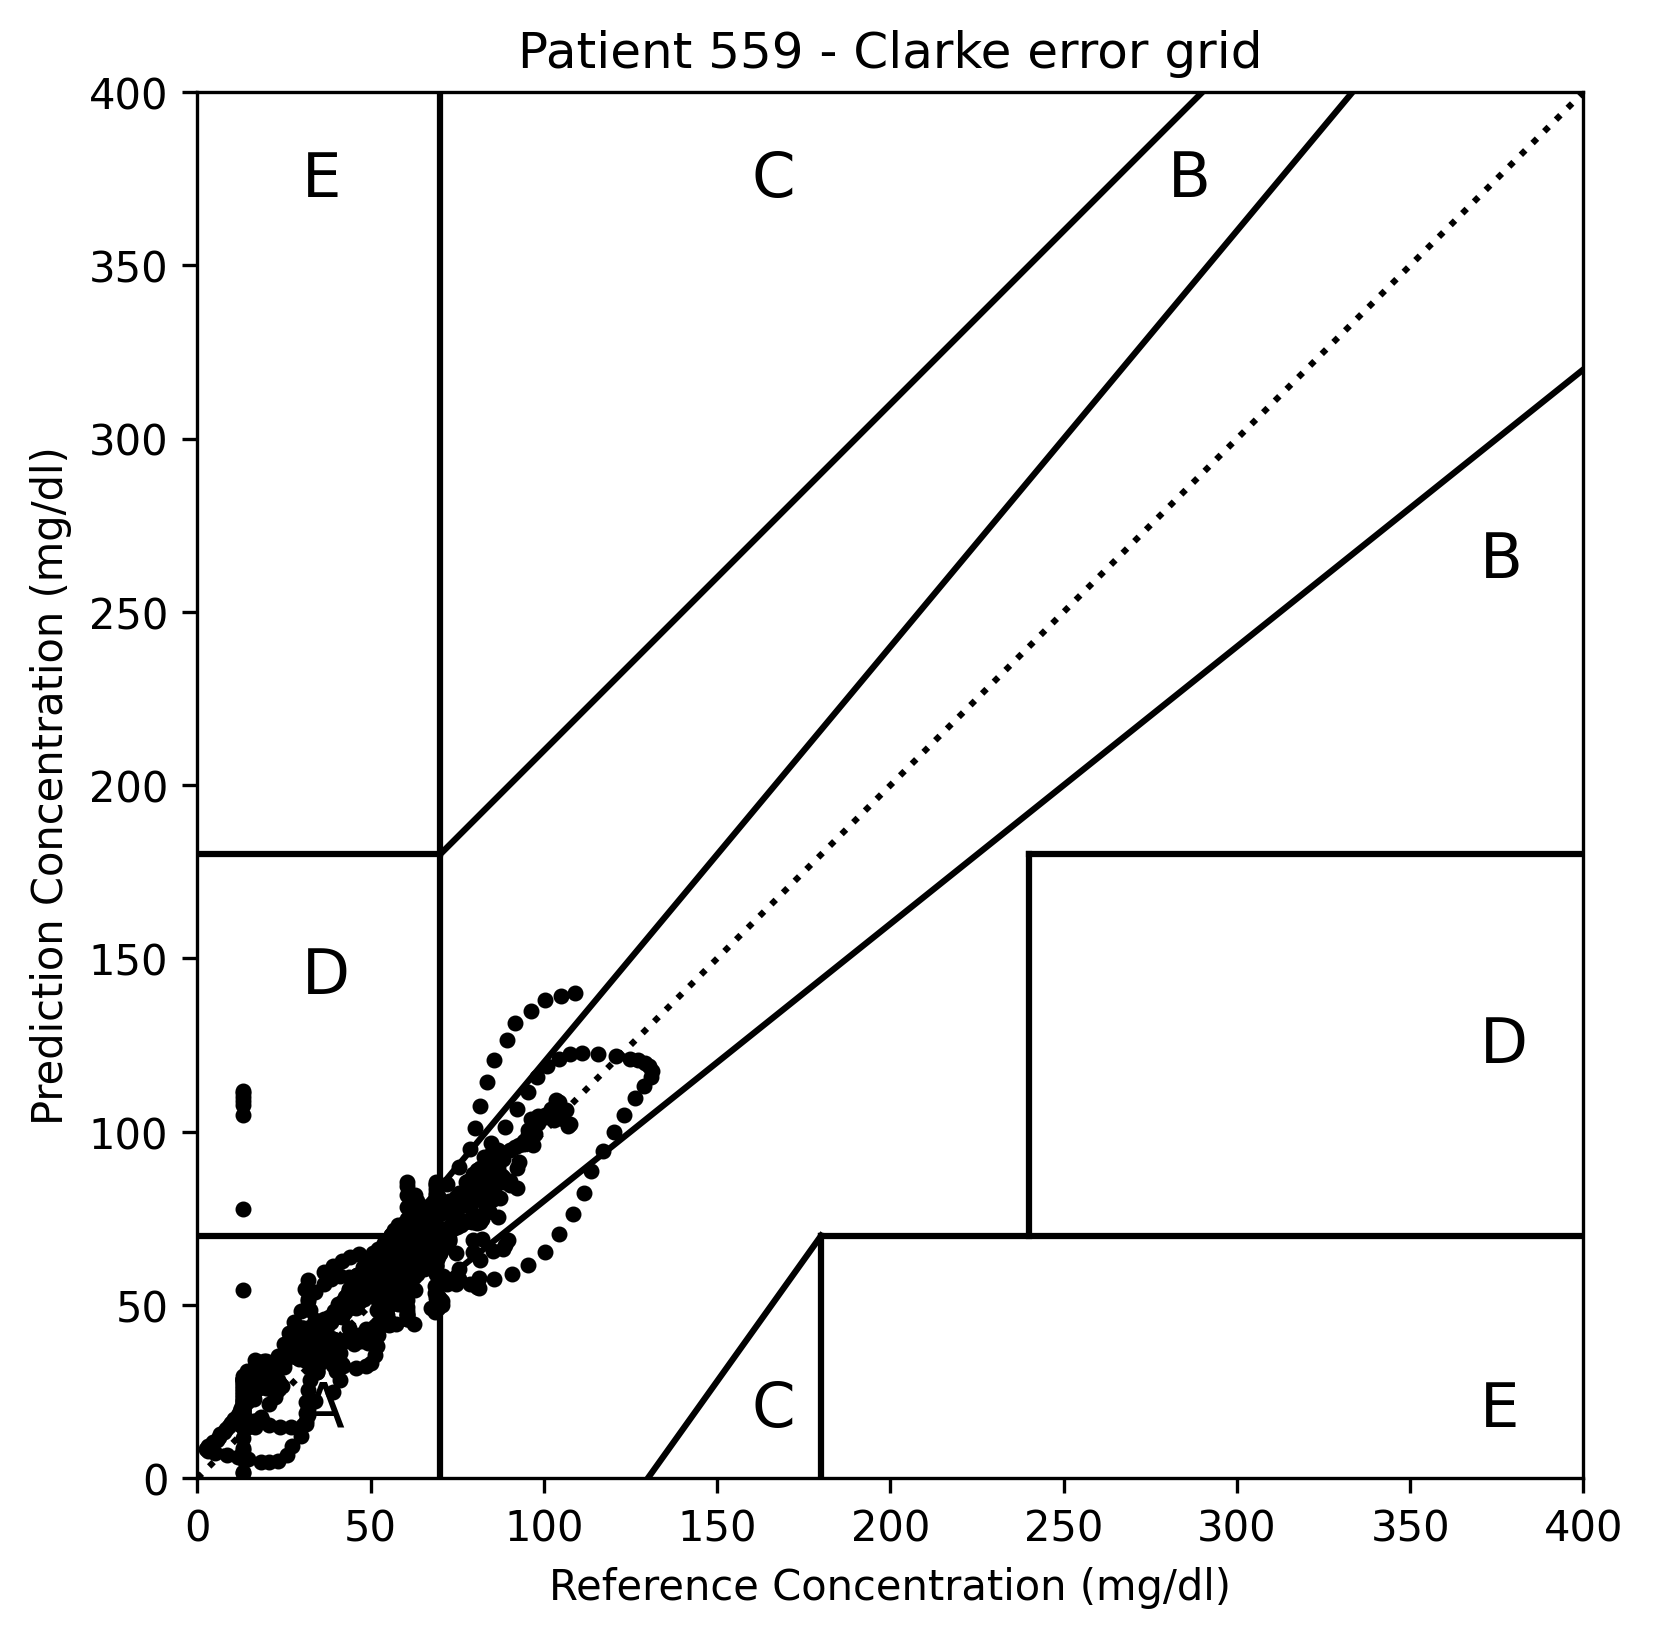 Patient 559 - Clarke error grid
400
350
300
250
200
150
100
50
0
Prediction Concentration (mg/dl)
E
C
B
B
D
D
A
C
E
0
50
100
150
200
250
300
350
400
Reference Concentration (mg/dl)